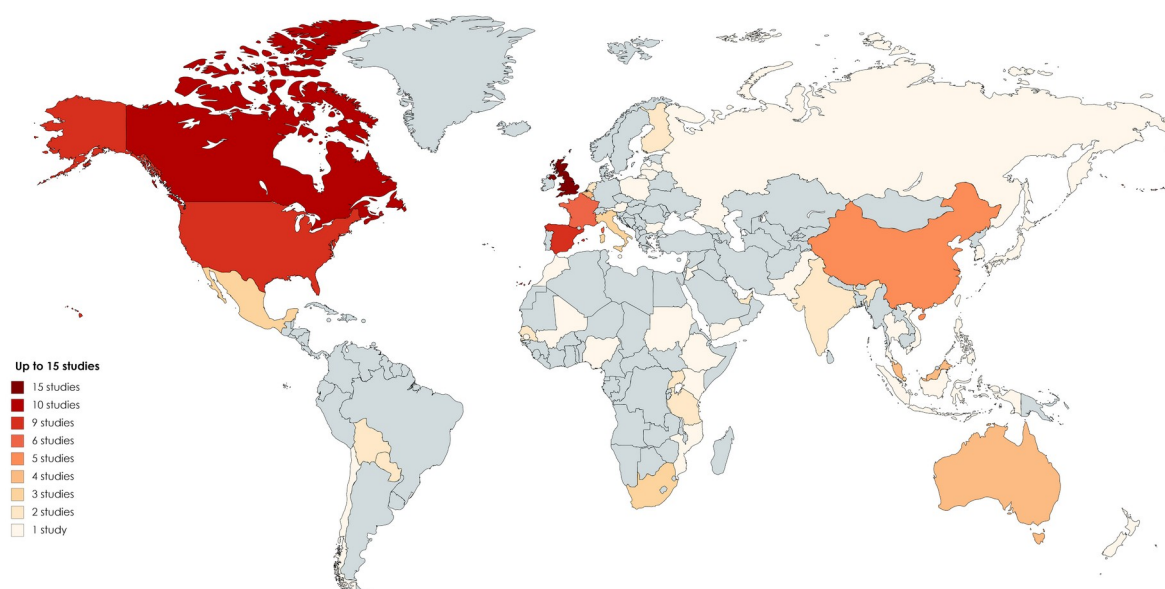 Up to 15 studies
15 studies
10 studies
9 studies
6 studies
5 studies
4 studies
3 studies
2 studies
1 study